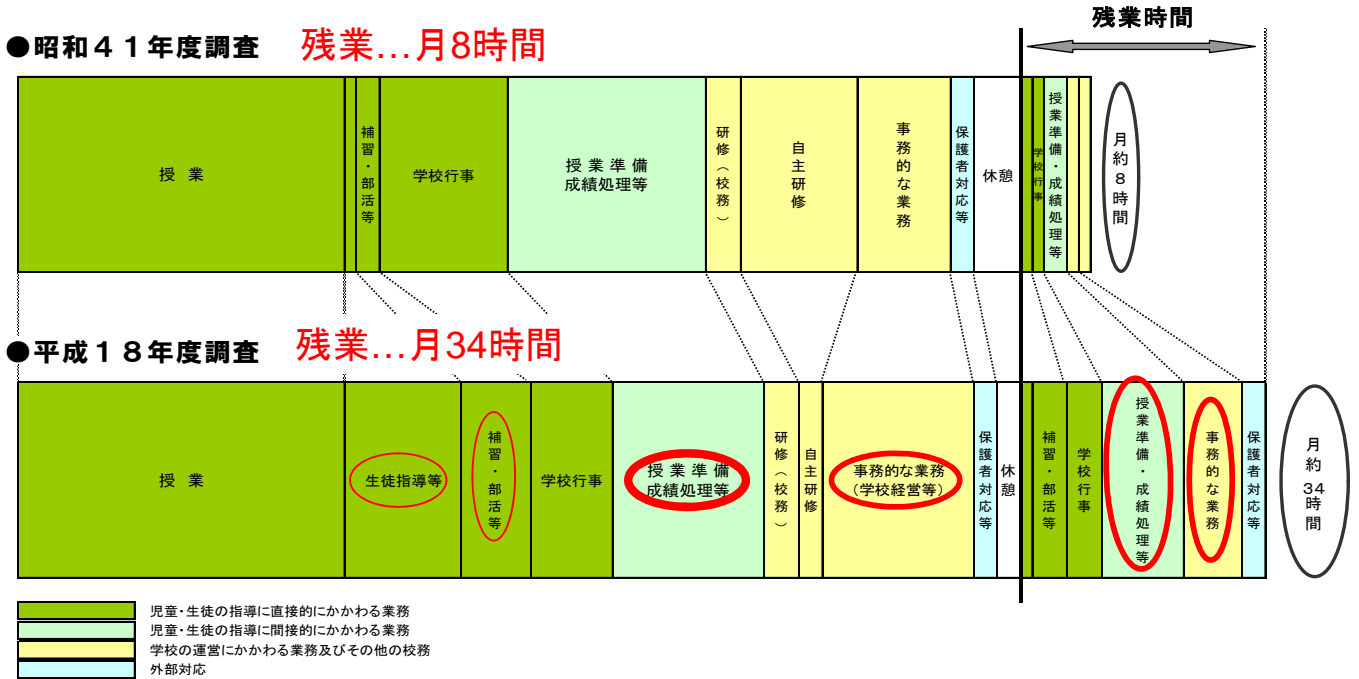 残業時間
●昭和41年度調査
残業…月8時間
授 業
補習・部活等
学校行事
授業準備
成績処理等
研修(校務)
自主研修
事務的な業務
保護者対応等
休憩
学校行事
授業準備・成績処理等
月約8時間
●平成18年度調査
残業…月34時間
授 業
生徒指導等
補習・部活等
学校行事
授業準備
成績処理等
研修(校務)
自主研修
事務的な業務
(学校経営等)
保護者対応等
休憩
補習・部活等
学校行事
授業準備・成績処理等
事務的な業務
保護者対応等
月約34時間
児童・生徒の指導に直接的にかかわる業務
児童・生徒の指導に間接的にかかわる業務
学校の運営にかかわる業務及びその他の校務
外部対応